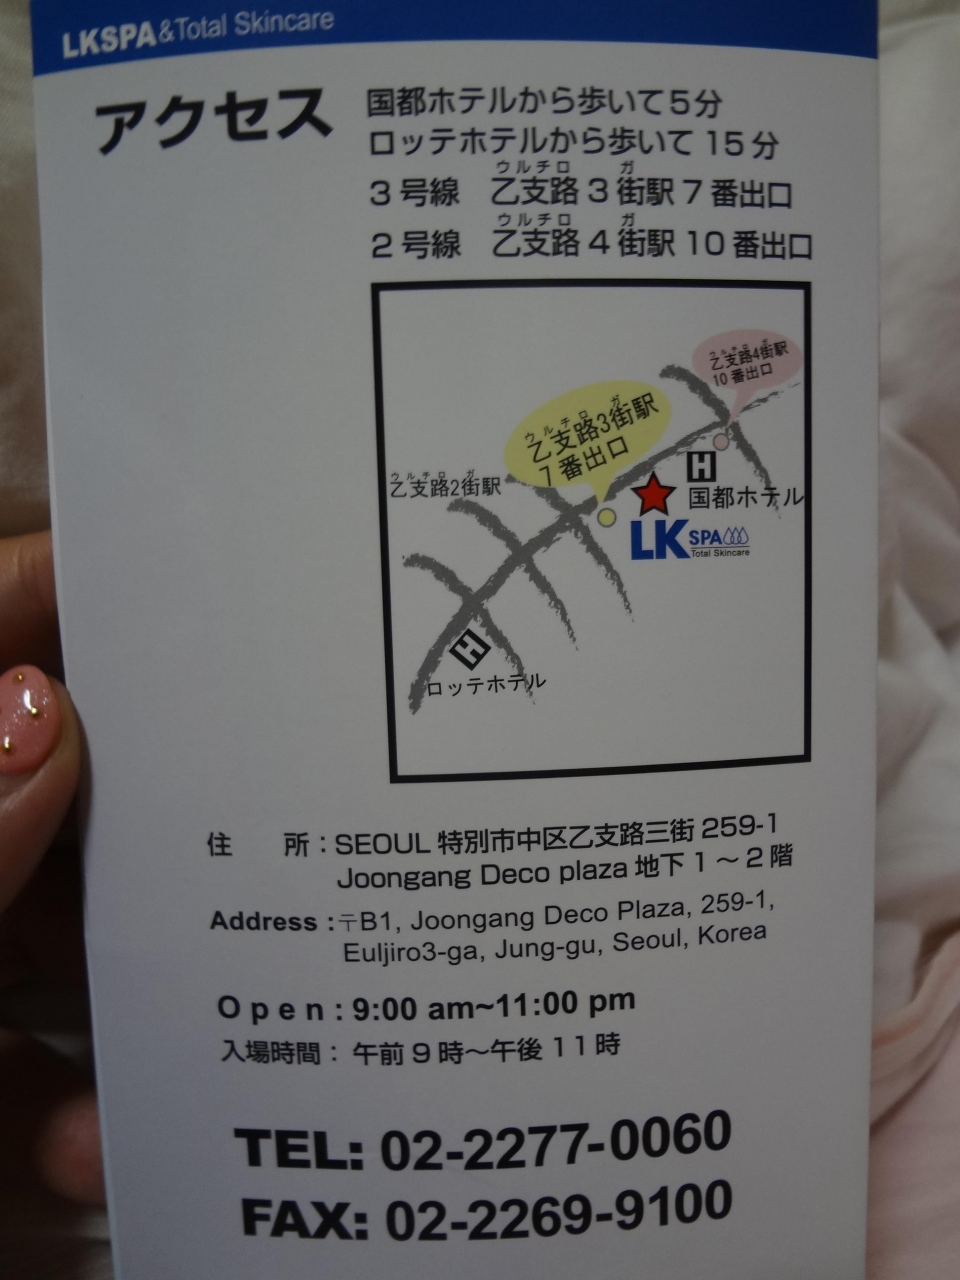 LKSPA&Total Skincare
アクセス
国都ホテルから歩いて5分
ロッテホテルから歩いて 15 分
ウルチロ ガ
3 号線 乙支路 3 街駅 7 番出口
ウルチロ ガ
2 号線 乙支路 4 街駅 10 番出口
ウルチロ ガ
乙支路4街駅
10 番出口
ウルチロ ガ
乙支路3街駅
7 番出口
ウルチロ ガ
乙支路2街駅
H
国都ホテル
LK SPA
Total Skincare
H
ロッテホテル
住 所：SEOUL 特別市中区乙支路三街 259-1
Joongang Deco plaza 地下 1 ～ 2 階
Address :〒B1, Joongang Deco Plaza, 259-1,
Euljiro3-ga, Jung-gu, Seoul, Korea
Open : 9:00 am~11:00 pm
入場時間： 午前 9 時～午後 11 時
TEL: 02-2277-0060
FAX: 02-2269-9100